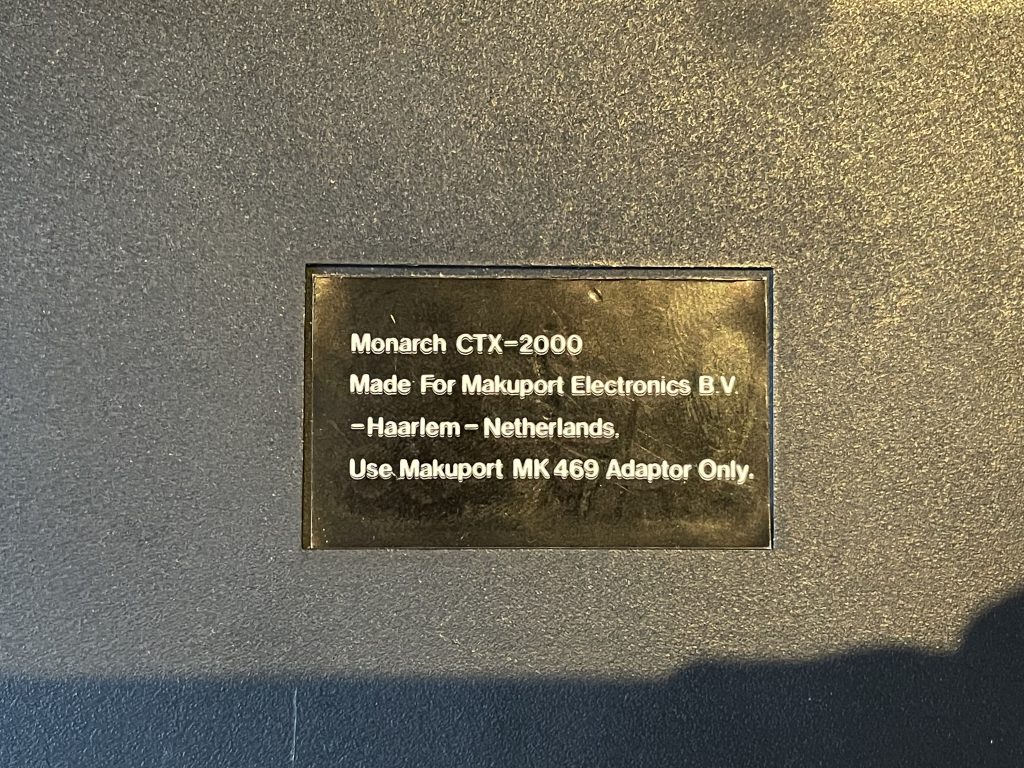 Monarch CTX-2000
Made For Makuport Electronics B.V.
-Haarlem-Netherlands.
Use Makuport MK 469 Adaptor Only.